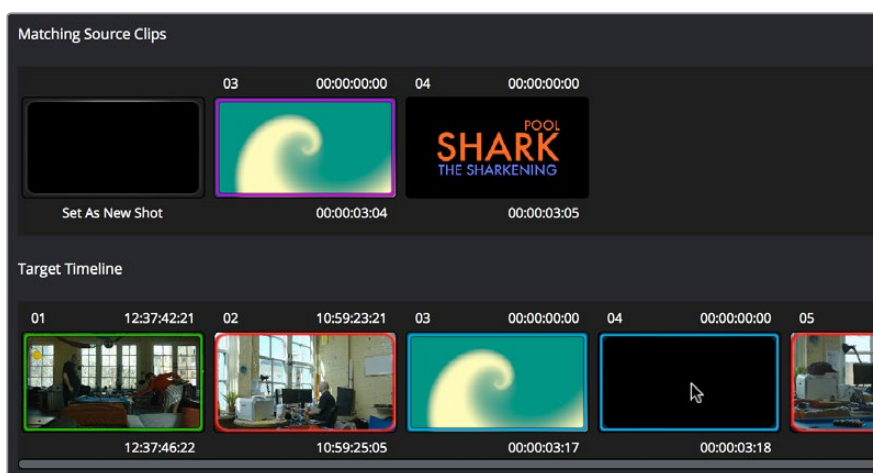 Matching Source Clips
03 00:00:00:00 04 00:00:00:00
POOL
SHARK
THE SHARKENING
Set As New Shot 00:00:03:04 00:00:03:05
Target Timeline
01 12:37:42:21 02 10:59:23:21 03 00:00:00:00 04 00:00:00:00 05
12:37:46:22 10:59:25:05 00:00:03:17 00:00:03:18